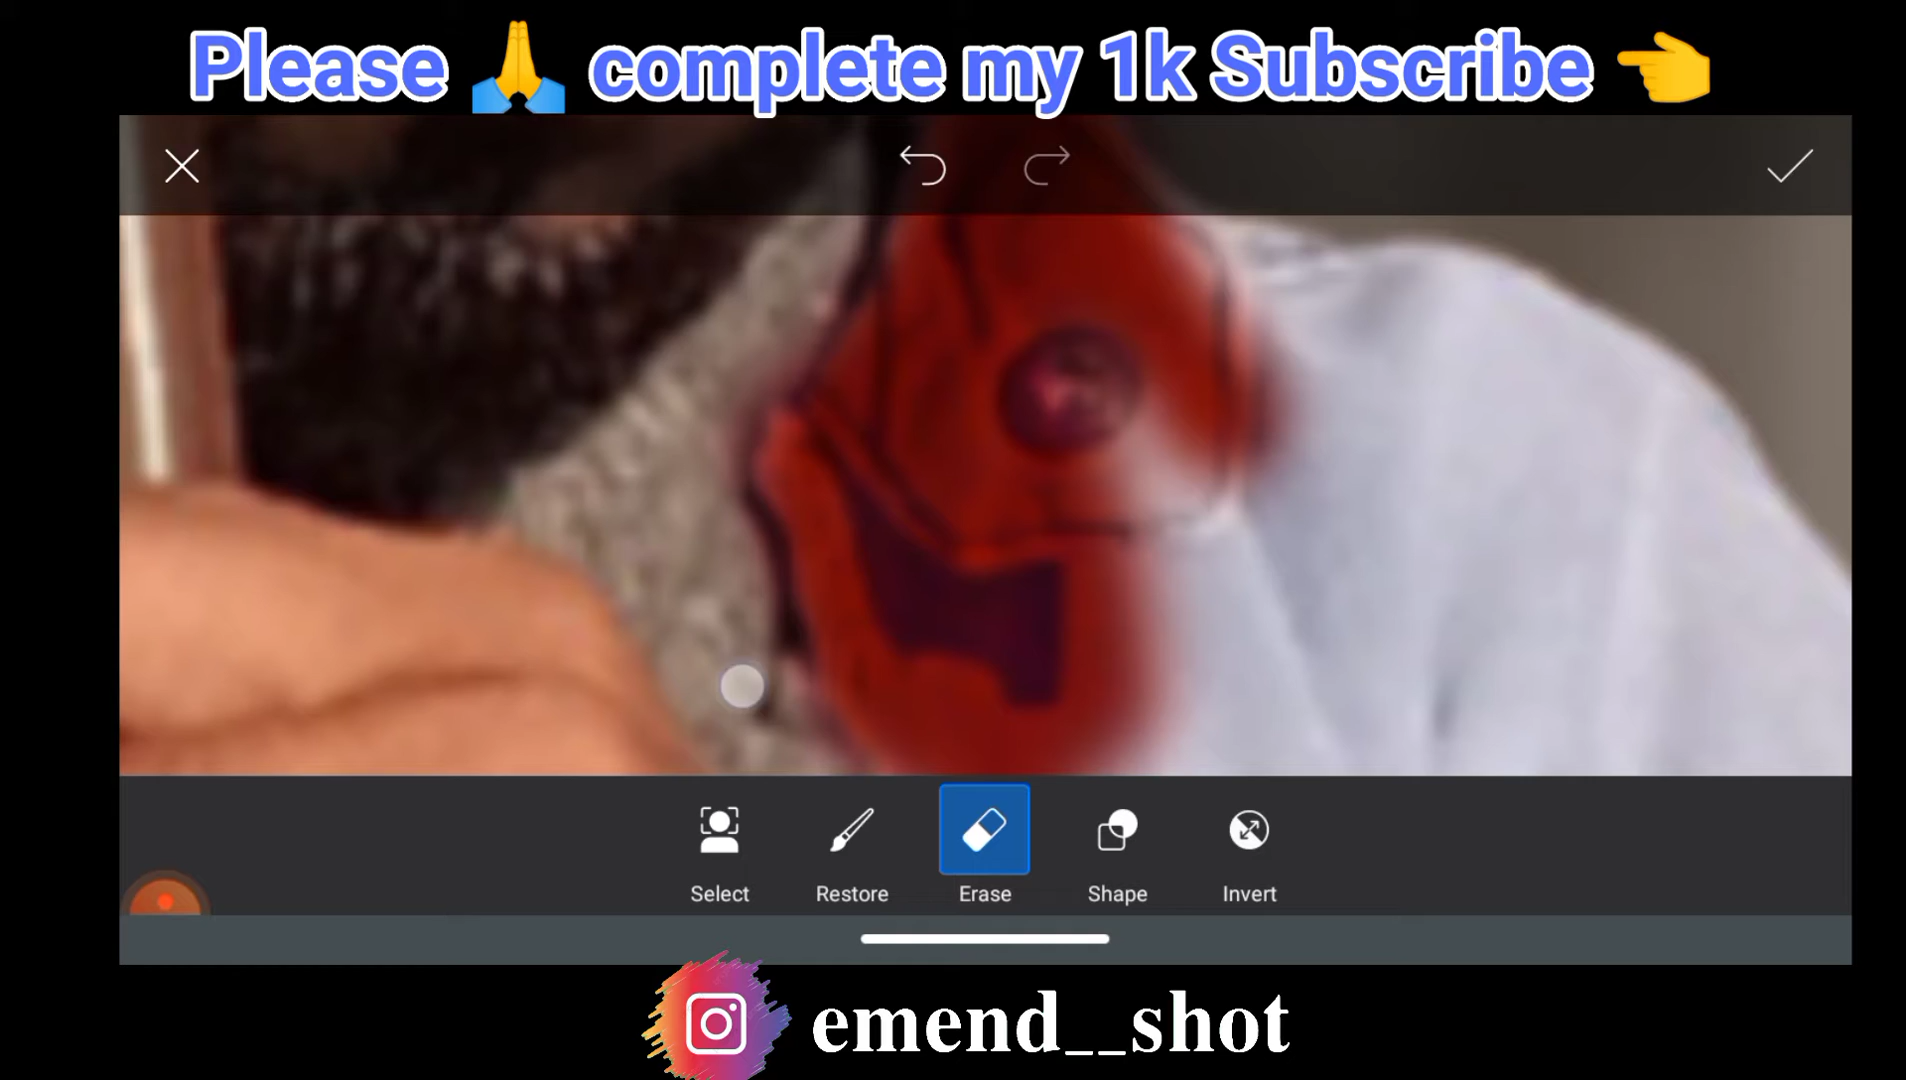 Please 🙏 complete my 1k Subscribe 👈
Select Restore Erase Shape Invert
emend__shot